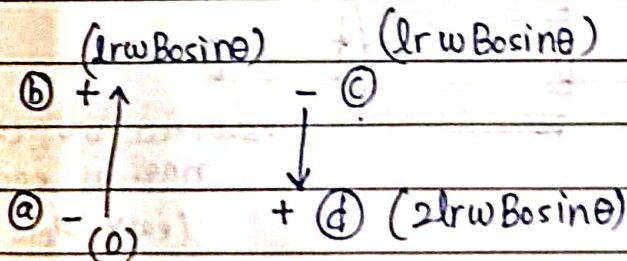 (lrωBosinθ) (lrωBosinθ)
ⓑ + - ⓒ
ⓐ - + ⓓ (2lrωBosinθ)
(0)